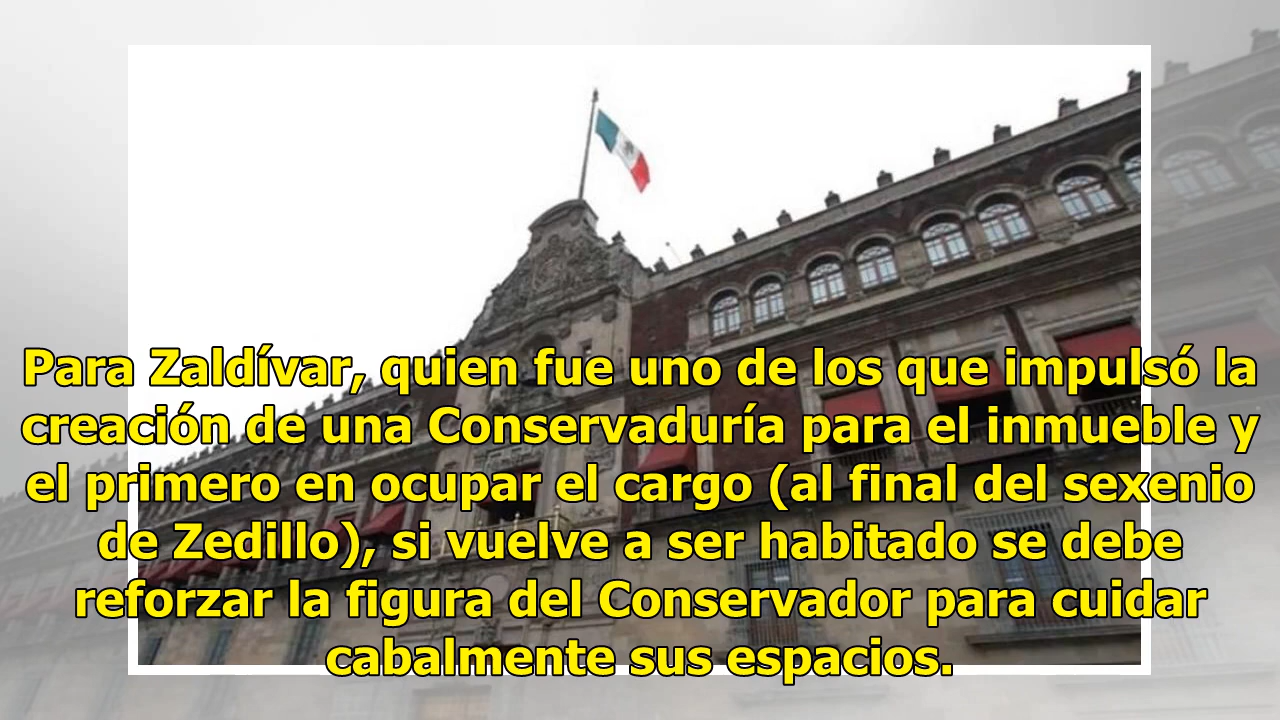 Para Zaldívar, quien fue uno de los que impulsó la
creación de una Conservaduría para el inmueble y
el primero en ocupar el cargo (al final del sexenio
de Zedillo), si vuelve a ser habitado se debe
reforzar la figura del Conservador para cuidar
cabalmente sus espacios.